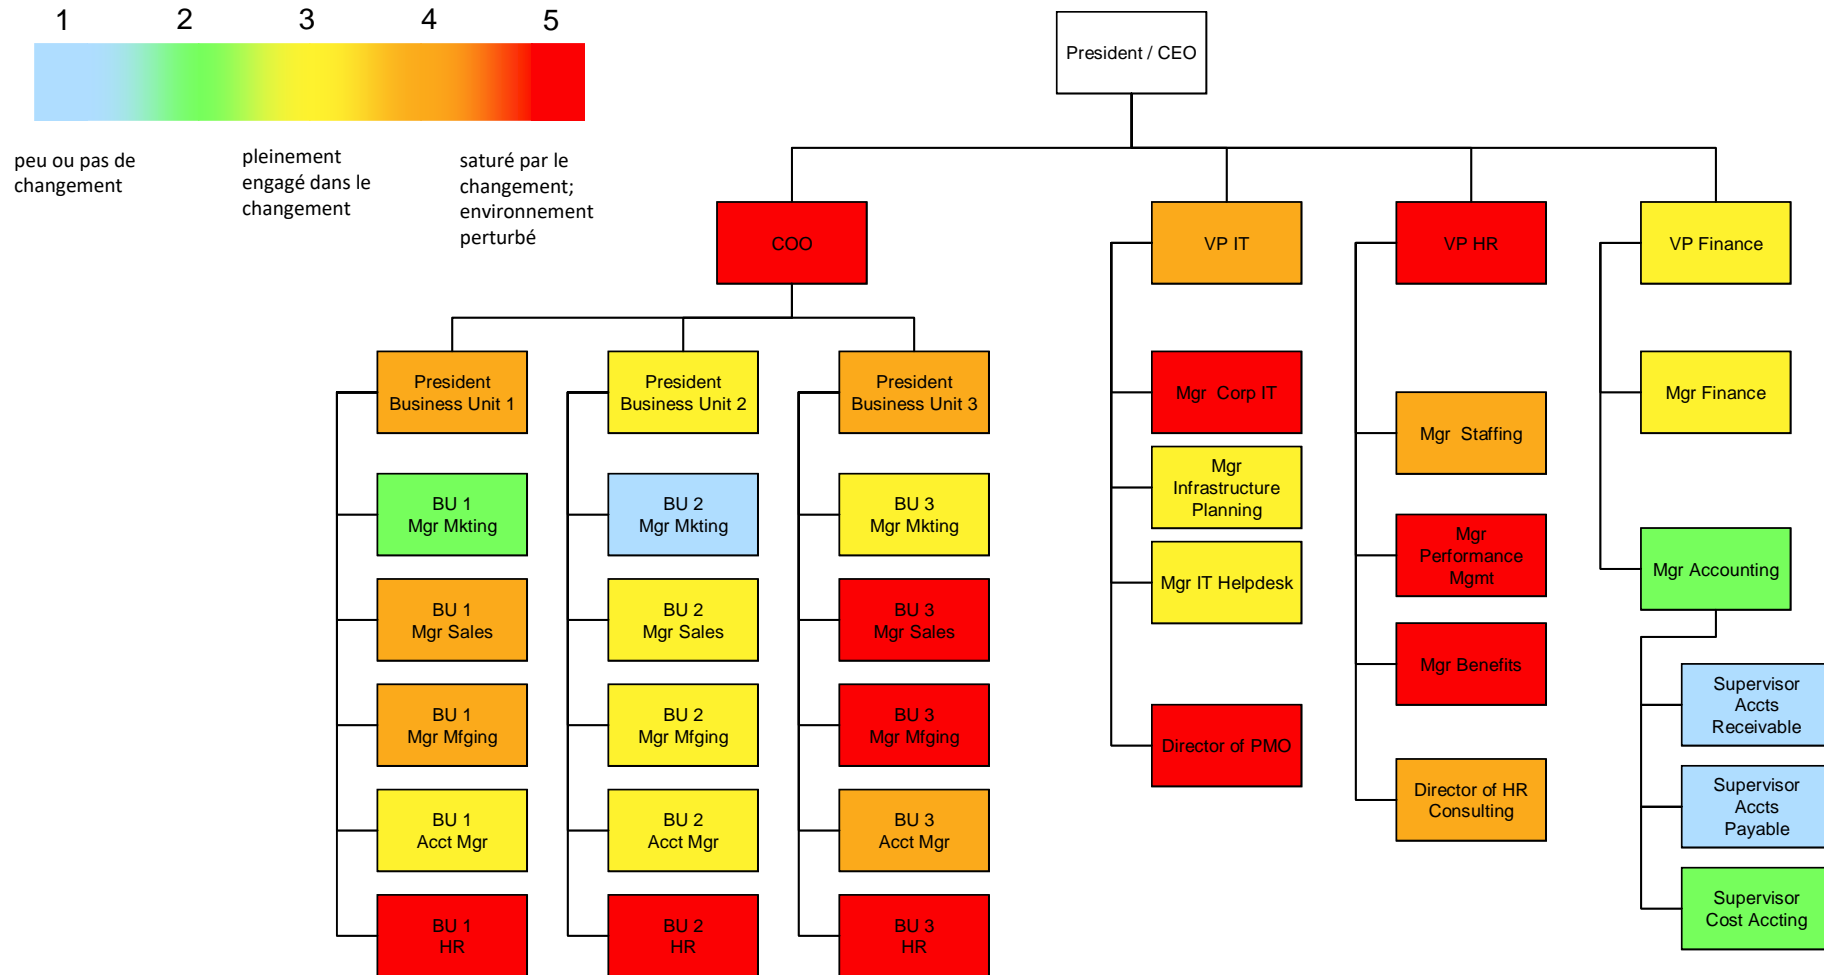 1 2 3 4 5
peu ou pas de
changement
pleinement
engagé dans le
changement
saturé par le
changement;
environnement
perturbé
President / CEO
COO
VP IT
VP HR
VP Finance
President
Business Unit 1
President
Business Unit 2
President
Business Unit 3
BU 1
Mgr Mkting
BU 1
Mgr Sales
BU 1
Mgr Mfging
BU 1
Acct Mgr
BU 1
HR
BU 2
Mgr Mkting
BU 2
Mgr Sales
BU 2
Mgr Mfging
BU 2
Acct Mgr
BU 2
HR
BU 3
Mgr Mkting
BU 3
Mgr Sales
BU 3
Mgr Mfging
BU 3
Acct Mgr
BU 3
HR
Mgr Corp IT
Mgr
Infrastructure
Planning
Mgr IT Helpdesk
Director of PMO
Mgr Staffing
Mgr
Performance
Mgmt
Mgr Benefits
Director of HR
Consulting
Mgr Finance
Mgr Accounting
Supervisor
Accts
Receivable
Supervisor
Accts
Payable
Supervisor
Cost Accting